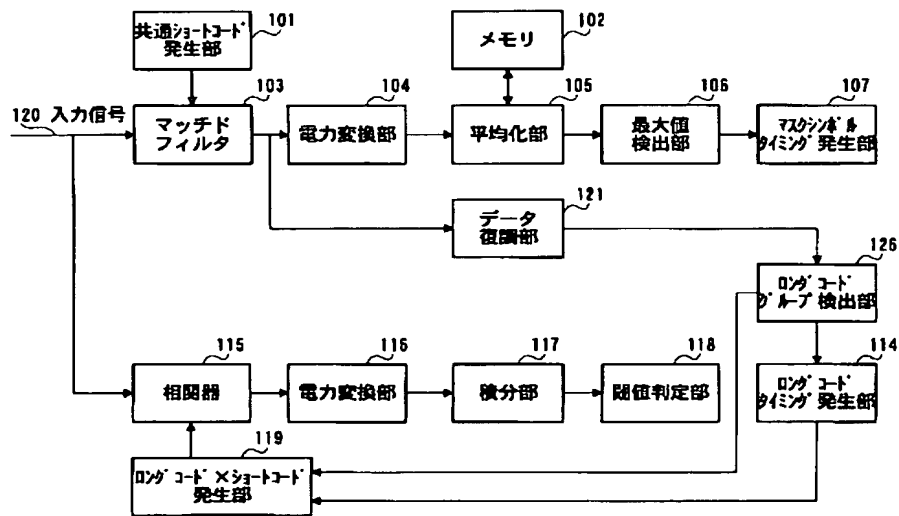 共通ショートコード
発生部
101
メモリ
102
120 入力信号
マッチド
フィルタ
103
電力変換部
104
平均化部
105
最大値
検出部
106
マスクシンボル
タイミング発生部
107
データ
復調部
121
ロングコード
グループ検出部
126
相関器
115
電力変換部
116
積分部
117
閾値判定部
118
ロングコード
タイミング発生部
114
ロングコード×ショートコード
発生部
119